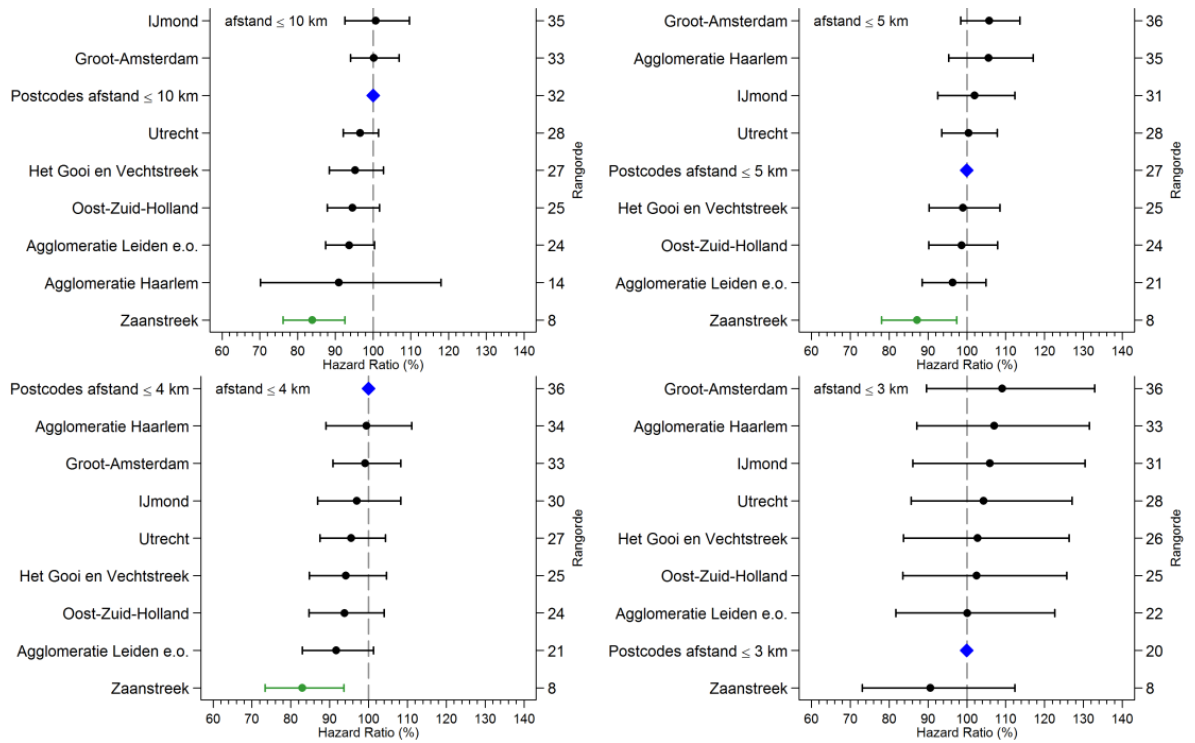 afstand ≤ 10 km
IJmond 35
Groot-Amsterdam 33
Postcodes afstand ≤ 10 km 32
Utrecht 28
Het Gooi en Vechtstreek 27
Oost-Zuid-Holland 25
Agglomeratie Leiden e.o. 24
Agglomeratie Haarlem 14
Zaanstreek 8
Rangorde
60 70 80 90 100 110 120 130 140
Hazard Ratio (%)
afstand ≤ 5 km
Groot-Amsterdam 36
Agglomeratie Haarlem 35
IJmond 31
Utrecht 28
Postcodes afstand ≤ 5 km 27
Het Gooi en Vechtstreek 25
Oost-Zuid-Holland 24
Agglomeratie Leiden e.o. 21
Zaanstreek 8
Rangorde
60 70 80 90 100 110 120 130 140
Hazard Ratio (%)
afstand ≤ 4 km
Postcodes afstand ≤ 4 km 36
Agglomeratie Haarlem 34
Groot-Amsterdam 33
IJmond 30
Utrecht 27
Het Gooi en Vechtstreek 25
Oost-Zuid-Holland 24
Agglomeratie Leiden e.o. 21
Zaanstreek 8
Rangorde
60 70 80 90 100 110 120 130 140
Hazard Ratio (%)
afstand ≤ 3 km
Groot-Amsterdam 36
Agglomeratie Haarlem 33
IJmond 31
Utrecht 28
Het Gooi en Vechtstreek 26
Oost-Zuid-Holland 25
Agglomeratie Leiden e.o. 22
Postcodes afstand ≤ 3 km 20
Zaanstreek 8
Rangorde
60 70 80 90 100 110 120 130 140
Hazard Ratio (%)